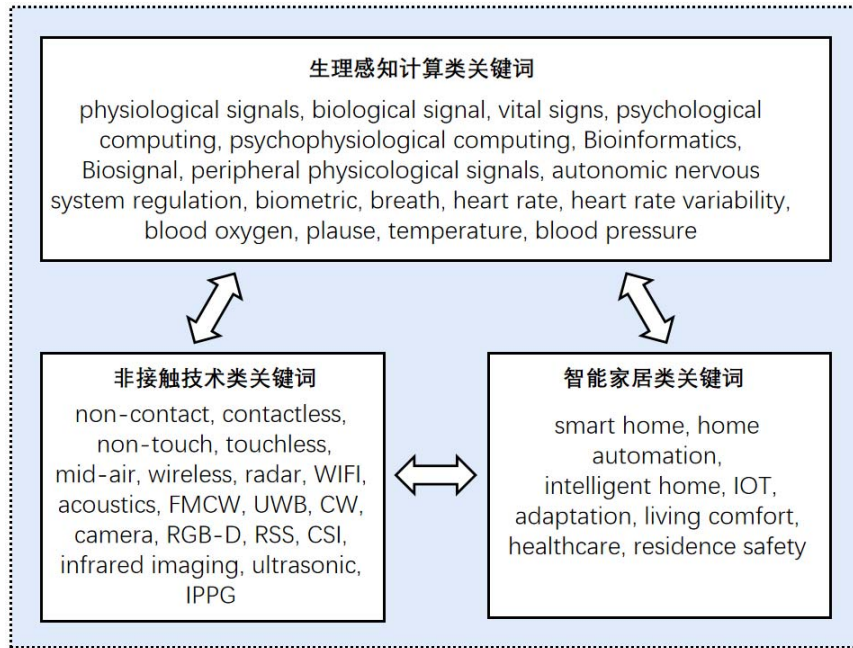 生理感知计算类关键词
physiological signals, biological signal, vital signs, psychological
computing, psychophysiological computing, Bioinformatics,
Biosignal, peripheral physicological signals, autonomic nervous
system regulation, biometric, breath, heart rate, heart rate variability,
blood oxygen, plause, temperature, blood pressure
非接触技术类关键词
non-contact, contactless,
non-touch, touchless,
mid-air, wireless, radar, WIFI,
acoustics, FMCW, UWB, CW,
camera, RGB-D, RSS, CSI,
infrared imaging, ultrasonic,
IPPG
智能家居类关键词
smart home, home
automation,
intelligent home, IOT,
adaptation, living comfort,
healthcare, residence safety